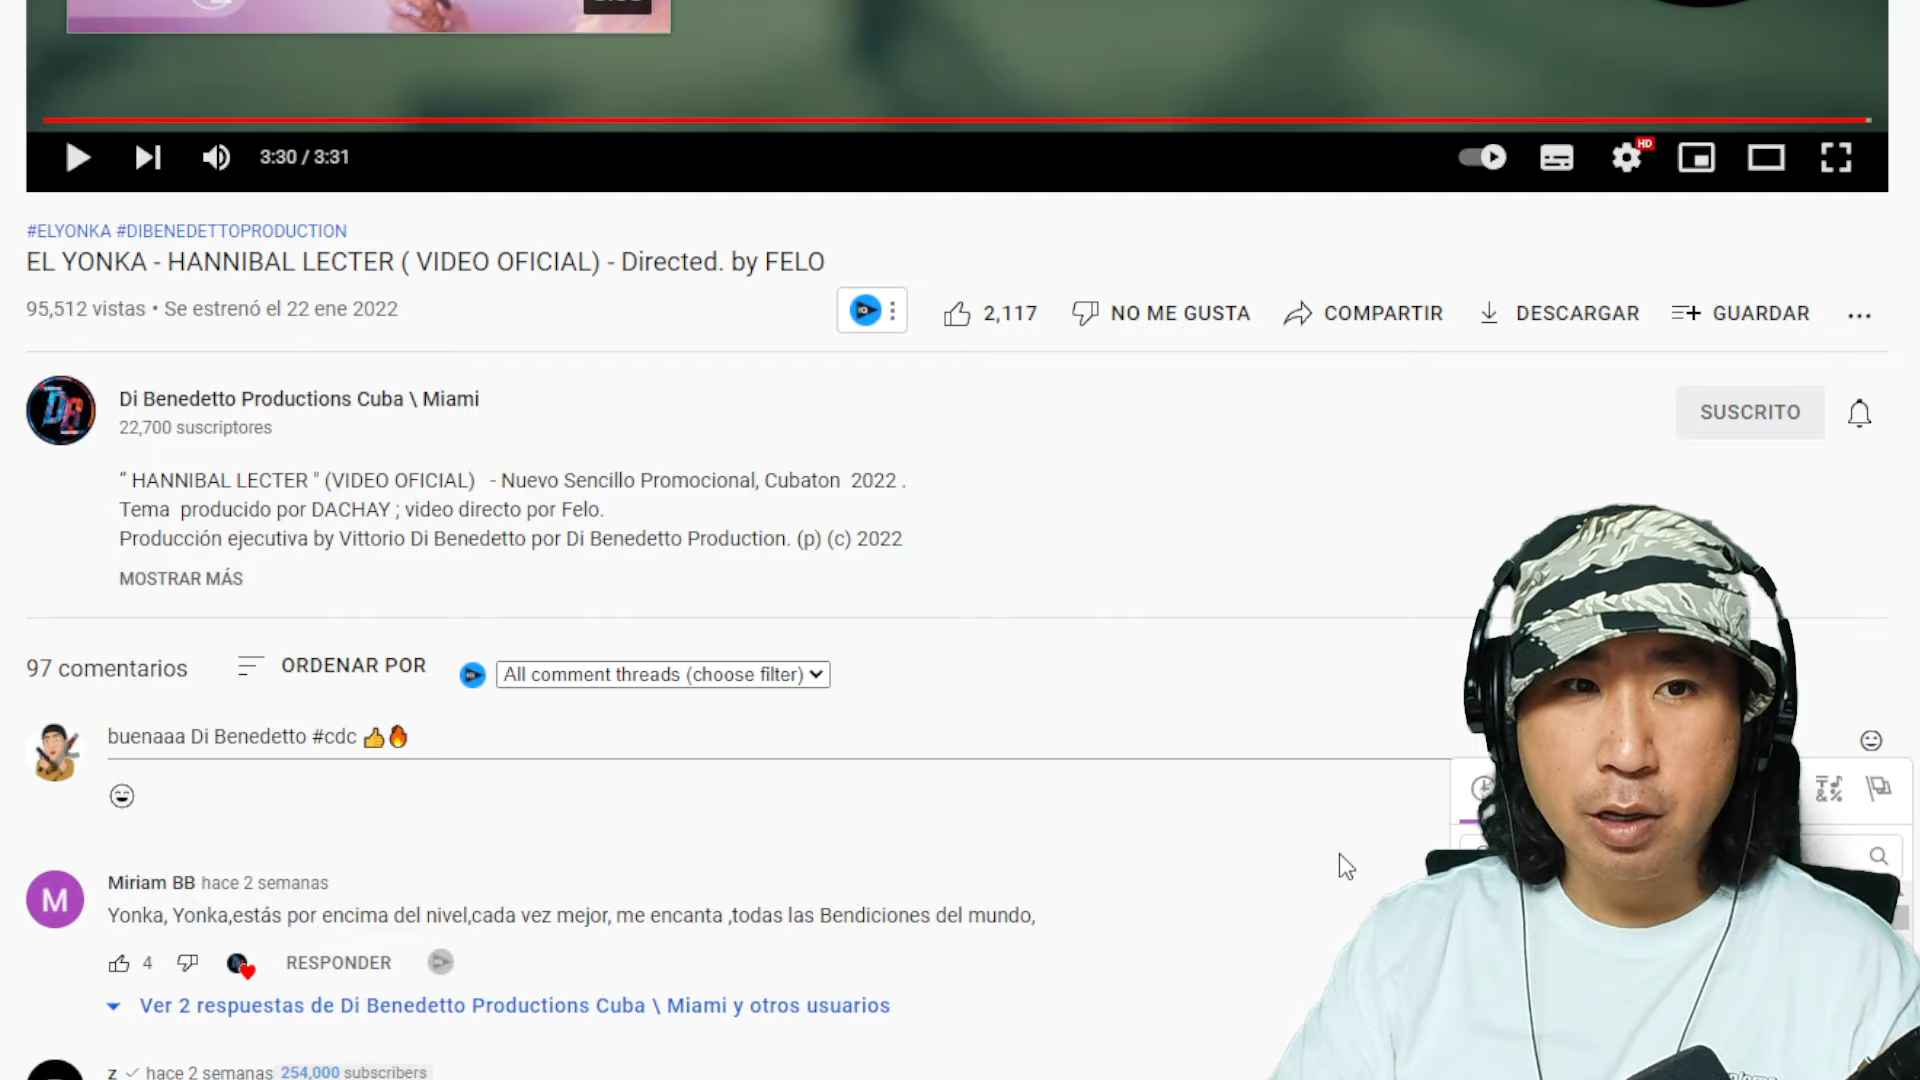 3:30 / 3:31
HD
#ELYONKA #DIBENEDETTOPRODUCTION
EL YONKA - HANNIBAL LECTER ( VIDEO OFICIAL) - Directed. by FELO
95,512 vistas • Se estrenó el 22 ene 2022
2,117
NO ME GUSTA
COMPARTIR
DESCARGAR
GUARDAR
Di Benedetto Productions Cuba \ Miami
22,700 suscriptores
SUSCRITO
“ HANNIBAL LECTER " (VIDEO OFICIAL) - Nuevo Sencillo Promocional, Cubaton 2022 .
Tema producido por DACHAY ; video directo por Felo.
Producción ejecutiva by Vittorio Di Benedetto por Di Benedetto Production. (p) (c) 2022
MOSTRAR MÁS
97 comentarios
ORDENAR POR
All comment threads (choose filter)
buenaaa Di Benedetto #cdc 👍🔥
M
Miriam BB hace 2 semanas
Yonka, Yonka,estás por encima del nivel,cada vez mejor, me encanta ,todas las Bendiciones del mundo,
4
RESPONDER
Ver 2 respuestas de Di Benedetto Productions Cuba \ Miami y otros usuarios
z ✓ hace 2 semanas 254,000 subscribers